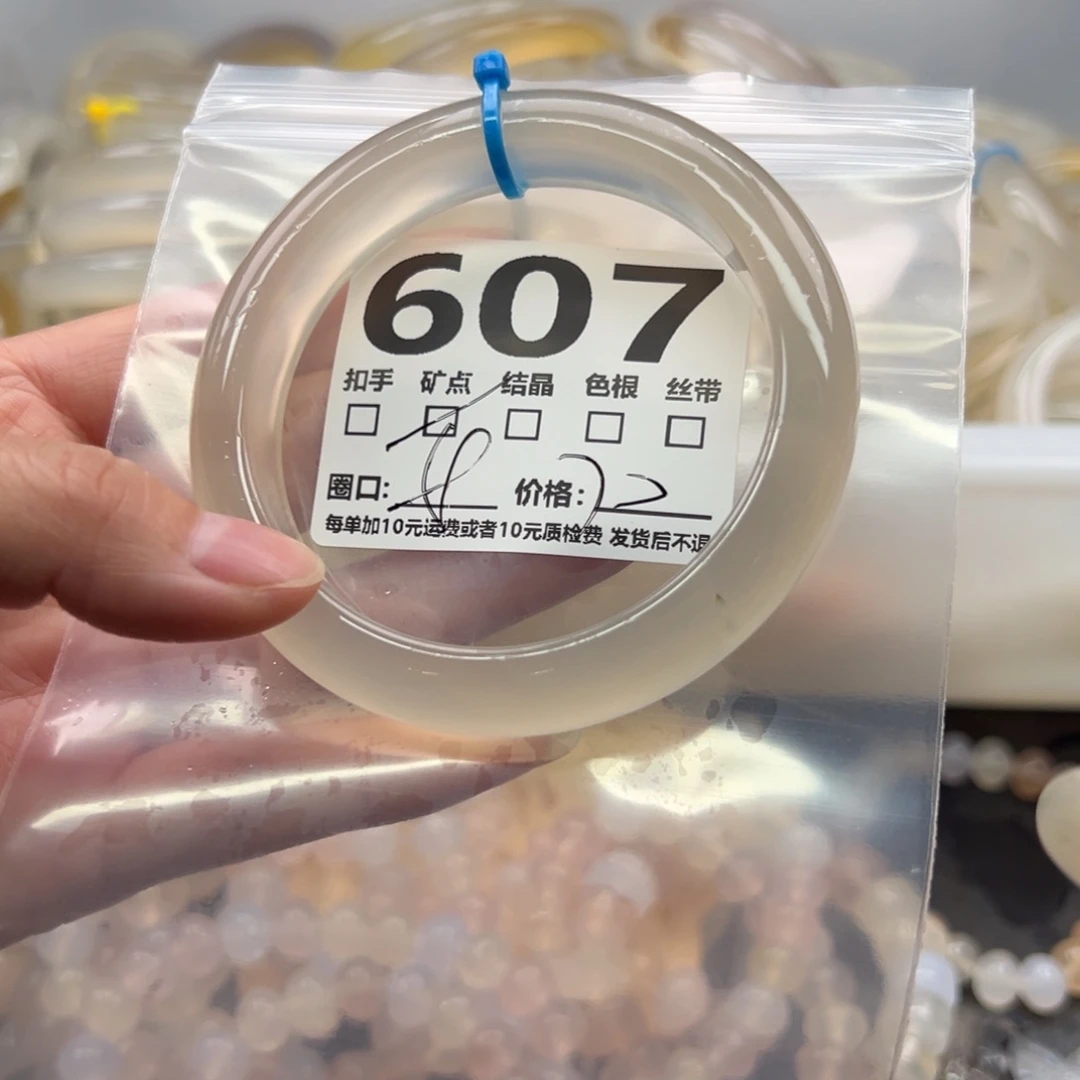 607
扣手 矿点 结晶 色根 丝带
圈口: 价格:
每单加10元运费或者10元质检费 发货后不退